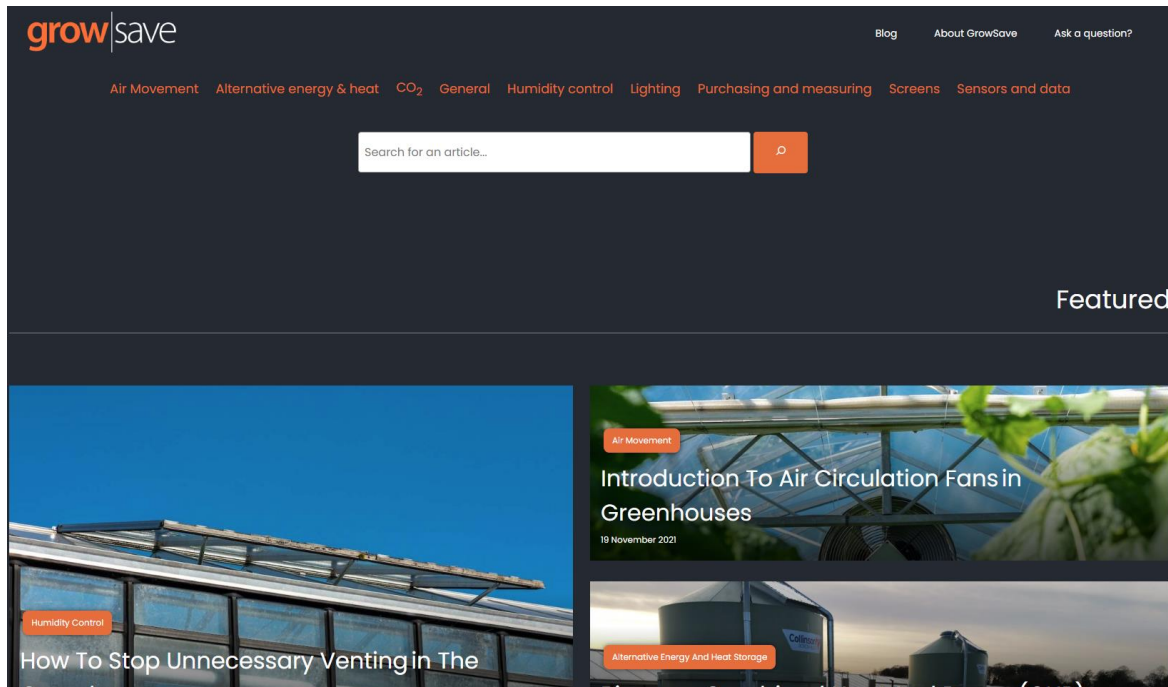 grow|save
Blog About GrowSave Ask a question?
Air Movement Alternative energy & heat CO₂ General Humidity control Lighting Purchasing and measuring Screens Sensors and data
Search for an article...
Featured
Air Movement
Introduction To Air Circulation Fans in
Greenhouses
19 November 2021
Humidity Control
How To Stop Unnecessary Venting in The
Alternative Energy And Heat Storage